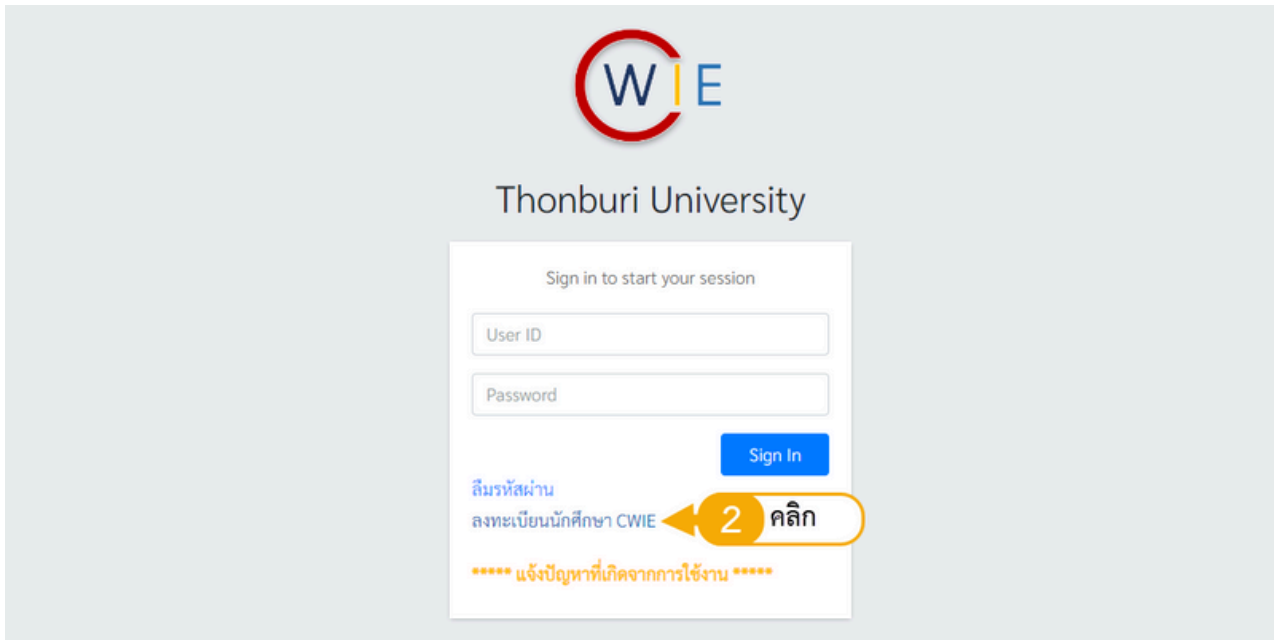 CWIE
Thonburi University
Sign in to start your session
User ID
Password
Sign In
ลืมรหัสผ่าน
ลงทะเบียนนักศึกษา CWIE
2 คลิก
***** แจ้งปัญหาที่เกิดจากการใช้งาน *****